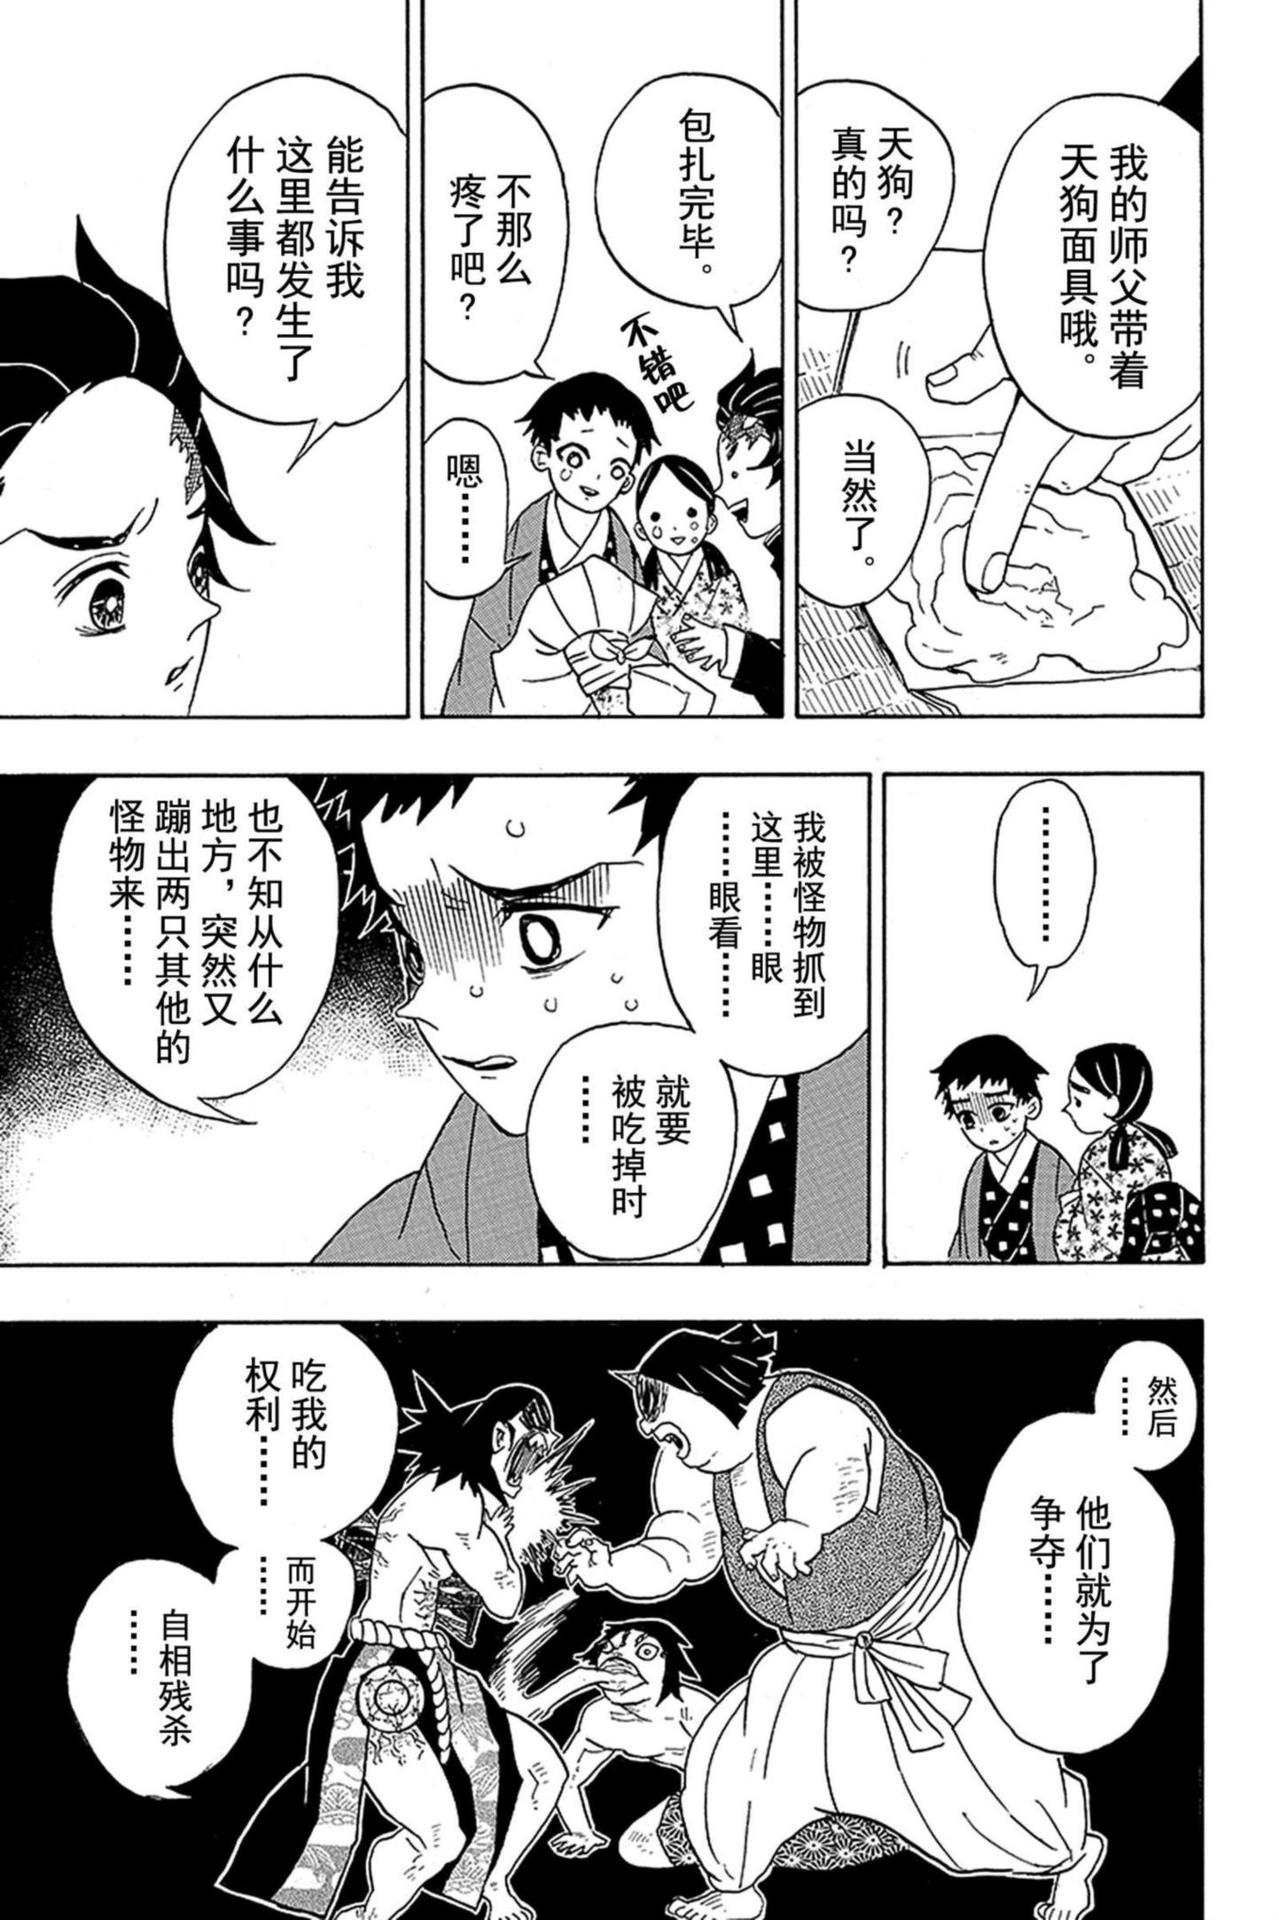 我的师父带着
天狗面具哦。
天狗？
真的吗？
当然了。
包扎完毕。
不错吧
不那么
疼了吧？
嗯……
能告诉我
这里都发生了
什么事吗？
………
我被怪物抓到
这里……眼
……眼看……
就要
被吃掉时
……
也不知从什么
地方，突然又
蹦出两只其他的
怪物来……
然后
……
他们就为了
争夺……
吃我的
权利……
而开始
……
自相残杀
……